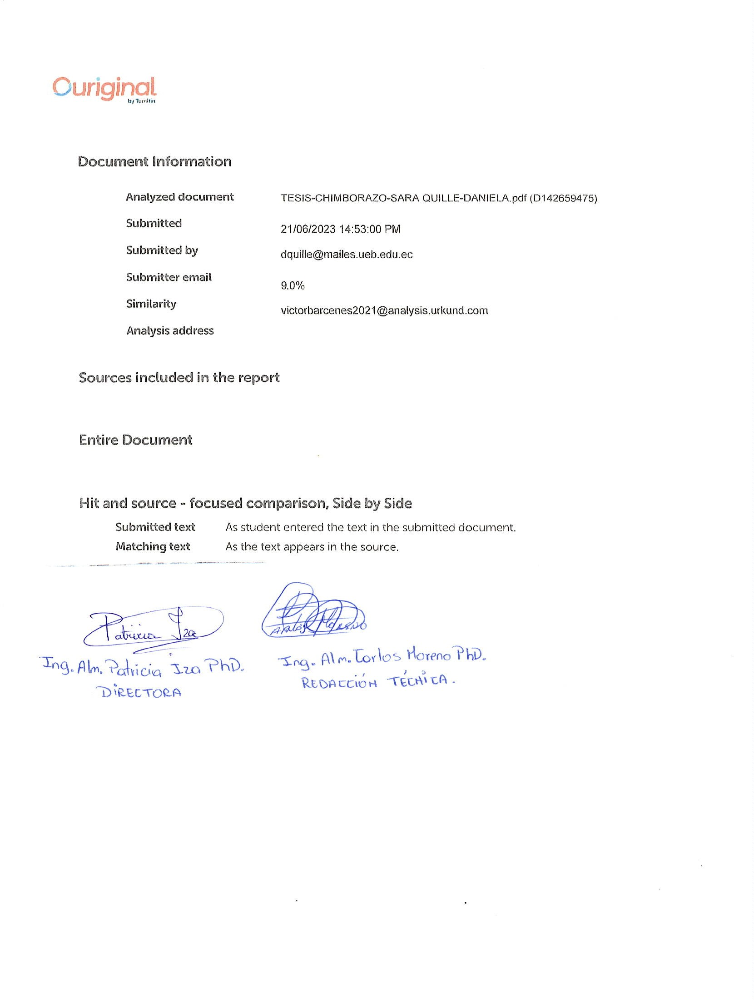 Ouriginal
by Turnitin
Document Information
Analyzed document TESIS-CHIMBORAZO-SARA QUILLE-DANIELA.pdf (D142659475)
Submitted 21/06/2023 14:53:00 PM
Submitted by dquille@mailes.ueb.edu.ec
Submitter email 9.0%
Similarity victorbarcenes2021@analysis.urkund.com
Analysis address
Sources included in the report
Entire Document
Hit and source - focused comparison, Side by Side
Submitted text As student entered the text in the submitted document.
Matching text As the text appears in the source.
Patricia Iza
Ing. Alm. Patricia Iza PhD. Ing. Alm. Carlos Moreno PhD.
DIRECTORA REDACCIÓN TÉCNICA.